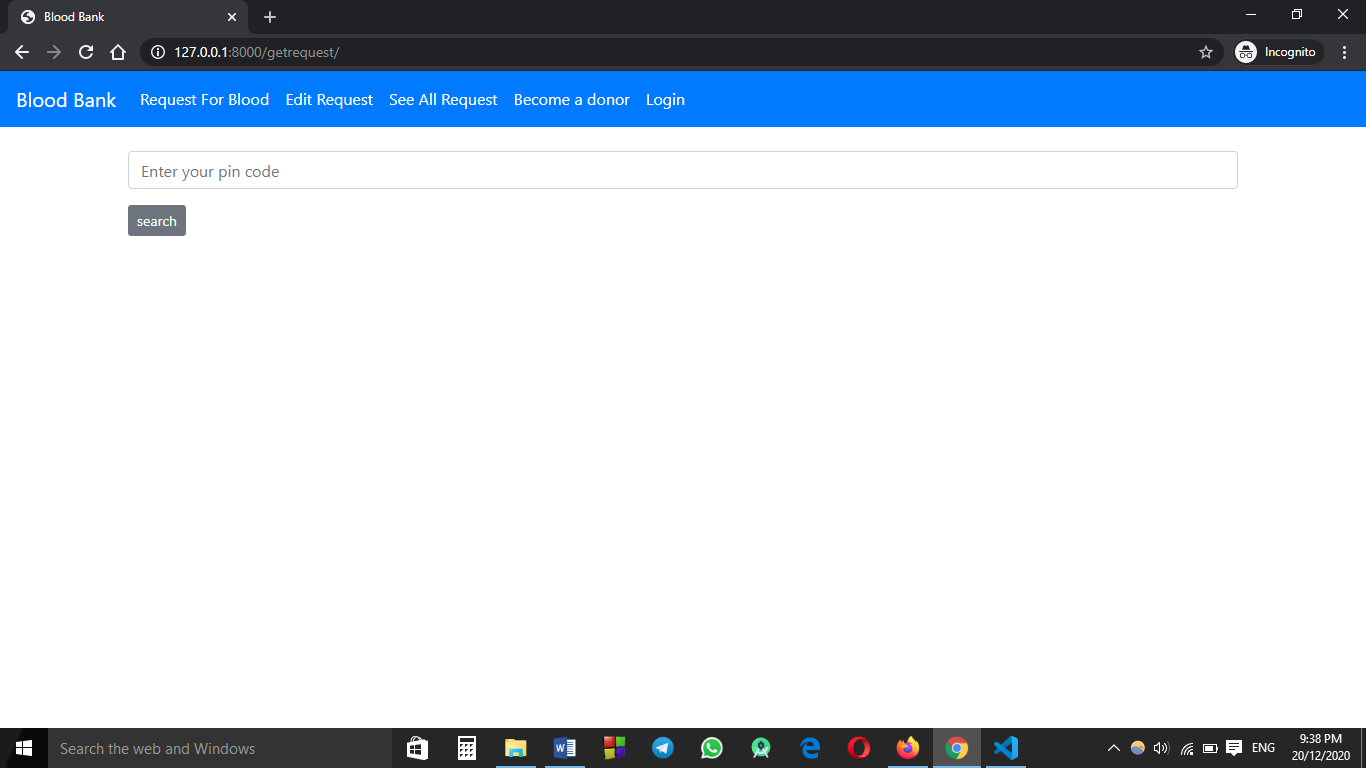 Blood Bank
127.0.0.1:8000/getrequest/
Incognito
Blood Bank Request For Blood Edit Request See All Request Become a donor Login
Enter your pin code
search
Search the web and Windows
ENG
9:38 PM
20/12/2020